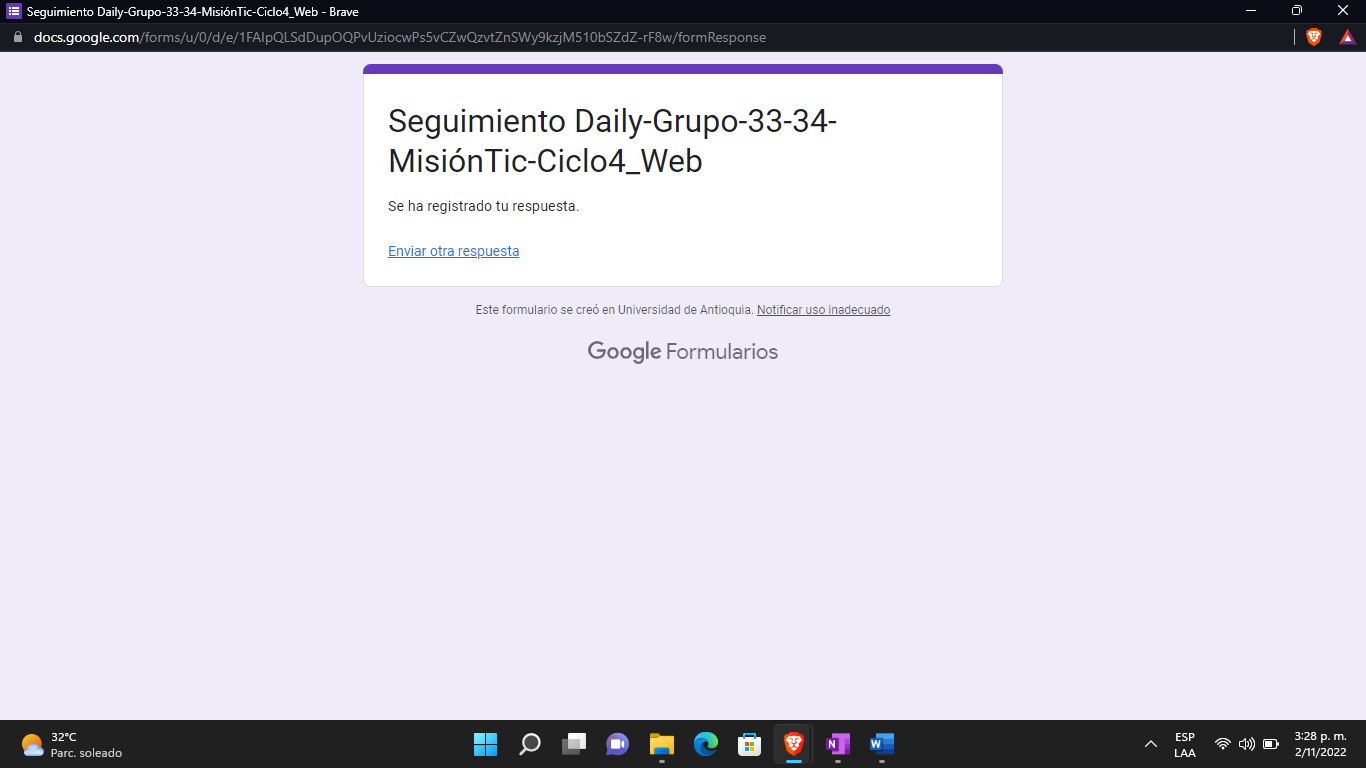 Seguimiento Daily-Grupo-33-34-MisiónTic-Ciclo4_Web - Brave
docs.google.com/forms/u/0/d/e/1FAIpQLSdDupOQPvUziocwPs5vCZwQzvtZnSWy9kzjM510bSZdZ-rF8w/formResponse
Seguimiento Daily-Grupo-33-34-
MisiónTic-Ciclo4_Web
Se ha registrado tu respuesta.
Enviar otra respuesta
Este formulario se creó en Universidad de Antioquia. Notificar uso inadecuado
Google Formularios
32°C
Parc. soleado
ESP
LAA
3:28 p. m.
2/11/2022